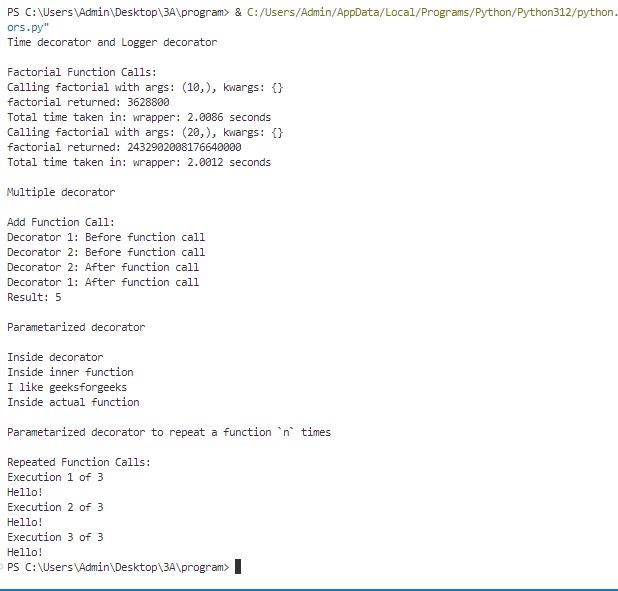 PS C:\Users\Admin\Desktop\3A\program> & C:/Users/Admin/AppData/Local/Programs/Python/Python312/python.
ors.py"
Time decorator and Logger decorator

Factorial Function Calls:
Calling factorial with args: (10,), kwargs: {}
factorial returned: 3628800
Total time taken in: wrapper: 2.0086 seconds
Calling factorial with args: (20,), kwargs: {}
factorial returned: 2432902008176640000
Total time taken in: wrapper: 2.0012 seconds

Multiple decorator

Add Function Call:
Decorator 1: Before function call
Decorator 2: Before function call
Decorator 2: After function call
Decorator 1: After function call
Result: 5

Parametarized decorator

Inside decorator
Inside inner function
I like geeksforgeeks
Inside actual function

Parametarized decorator to repeat a function `n` times

Repeated Function Calls:
Execution 1 of 3
Hello!
Execution 2 of 3
Hello!
Execution 3 of 3
Hello!
PS C:\Users\Admin\Desktop\3A\program>